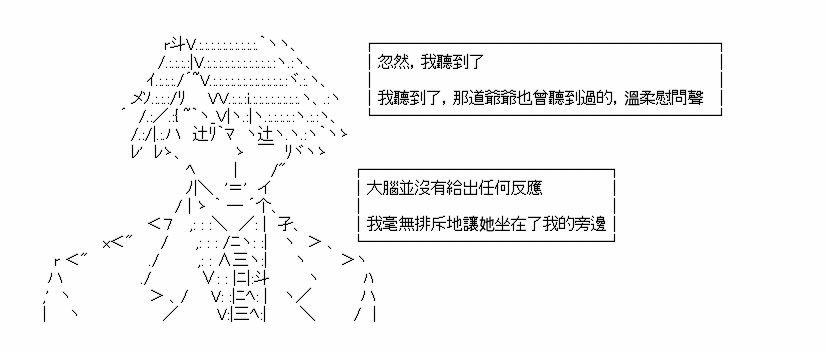 忽然，我聽到了
我聽到了，那道爺爺也曾聽到過的，溫柔慰問聲
大腦並沒有給出任何反應
我毫無排斥地讓她坐在了我的旁邊